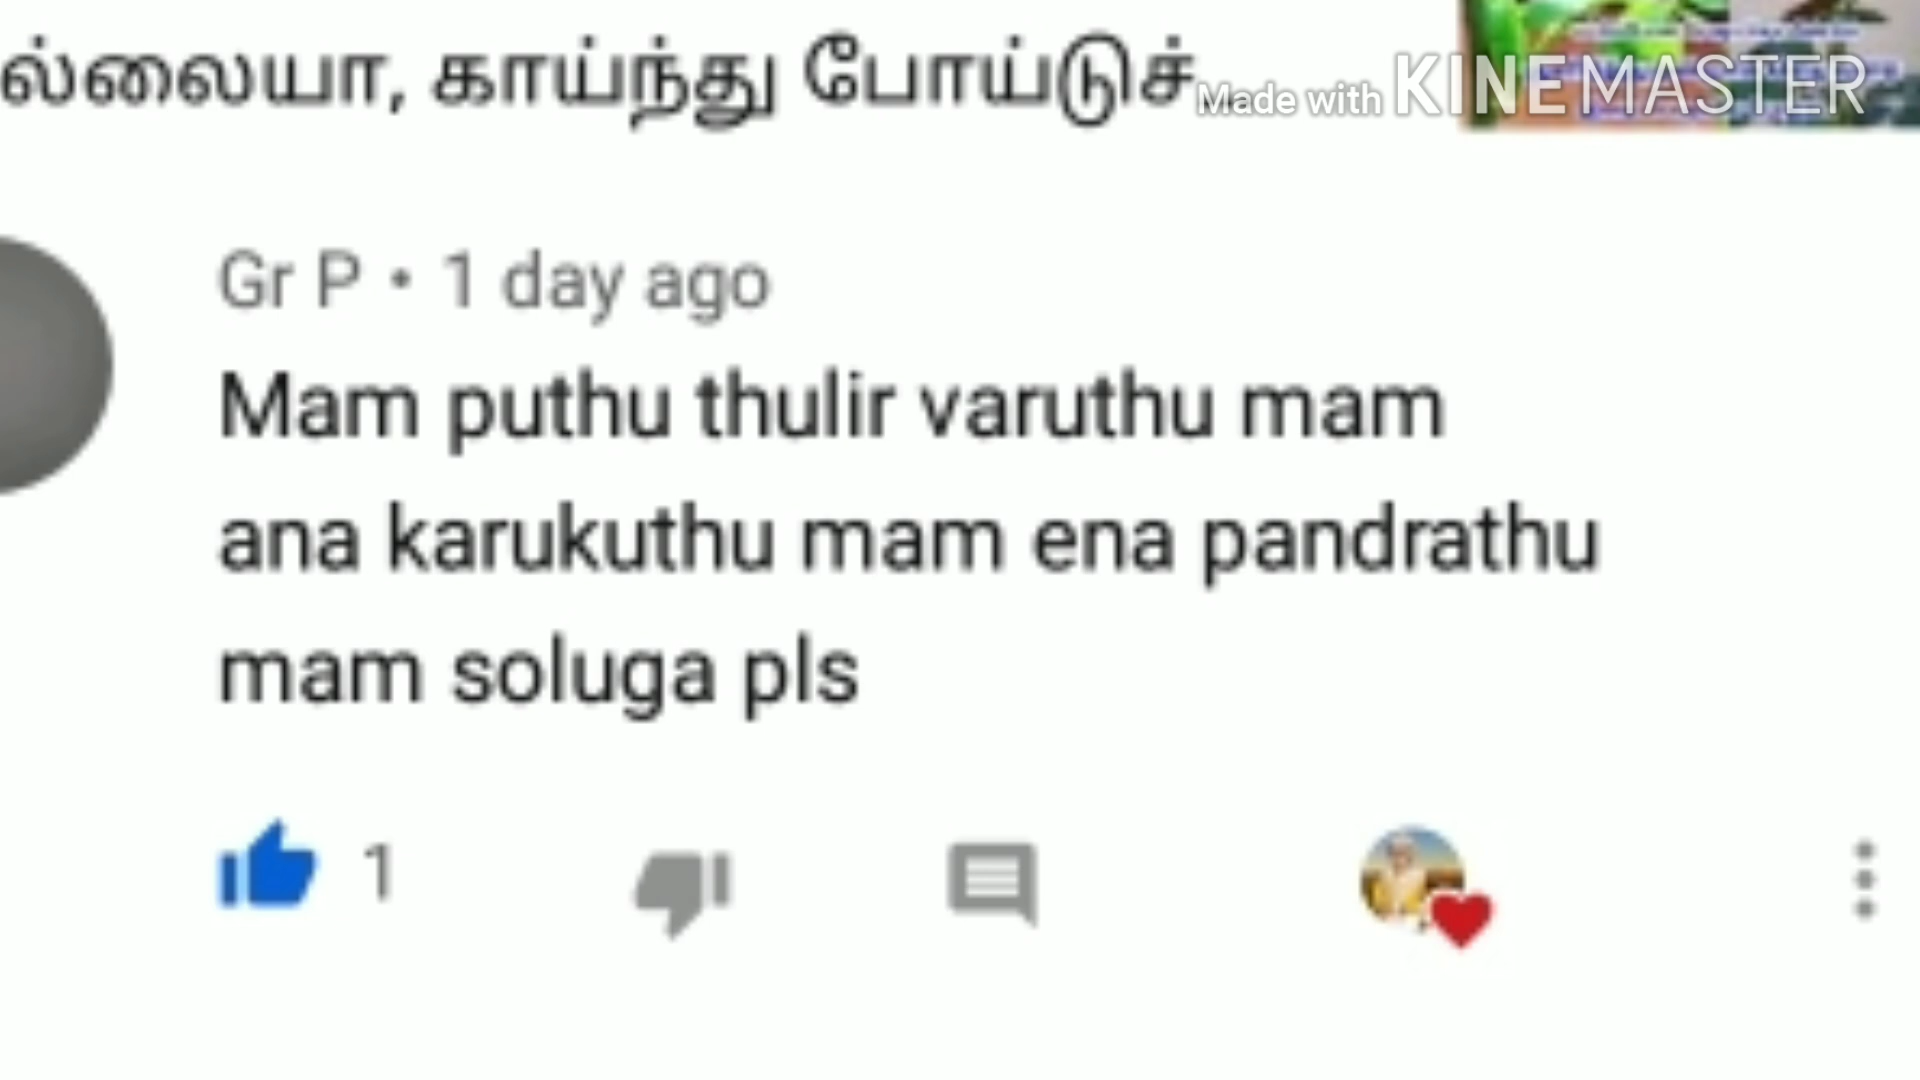 ல்லையா, காய்ந்து போய்டுச்...
Made with KINEMASTER
Gr P • 1 day ago
Mam puthu thulir varuthu mam
ana karukuthu mam ena pandrathu
mam soluga pls
1